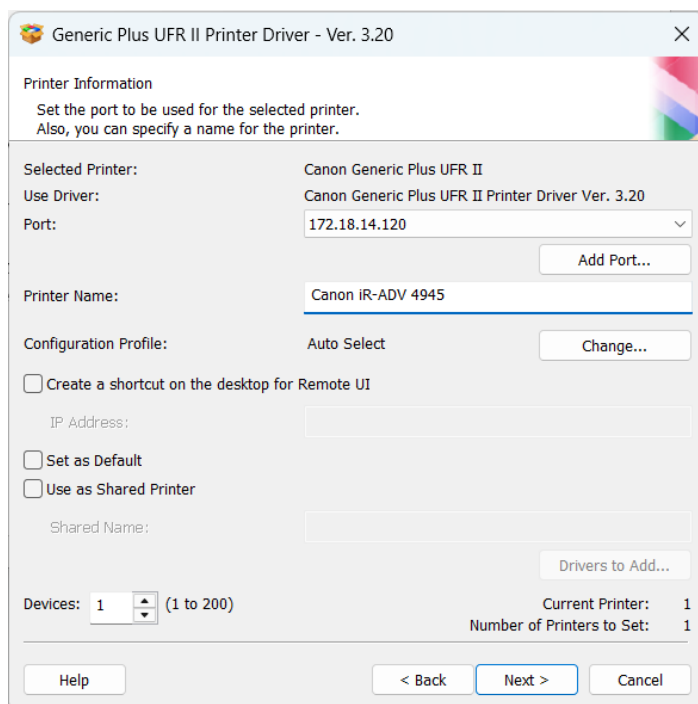 Generic Plus UFR II Printer Driver - Ver. 3.20
Printer Information
Set the port to be used for the selected printer.
Also, you can specify a name for the printer.
Selected Printer: Canon Generic Plus UFR II
Use Driver: Canon Generic Plus UFR II Printer Driver Ver. 3.20
Port: 172.18.14.120
Add Port...
Printer Name: Canon iR-ADV 4945
Configuration Profile: Auto Select Change...
Create a shortcut on the desktop for Remote UI
IP Address:
Set as Default
Use as Shared Printer
Shared Name:
Drivers to Add...
Devices: 1 (1 to 200) Current Printer: 1
Number of Printers to Set: 1
Help < Back Next > Cancel